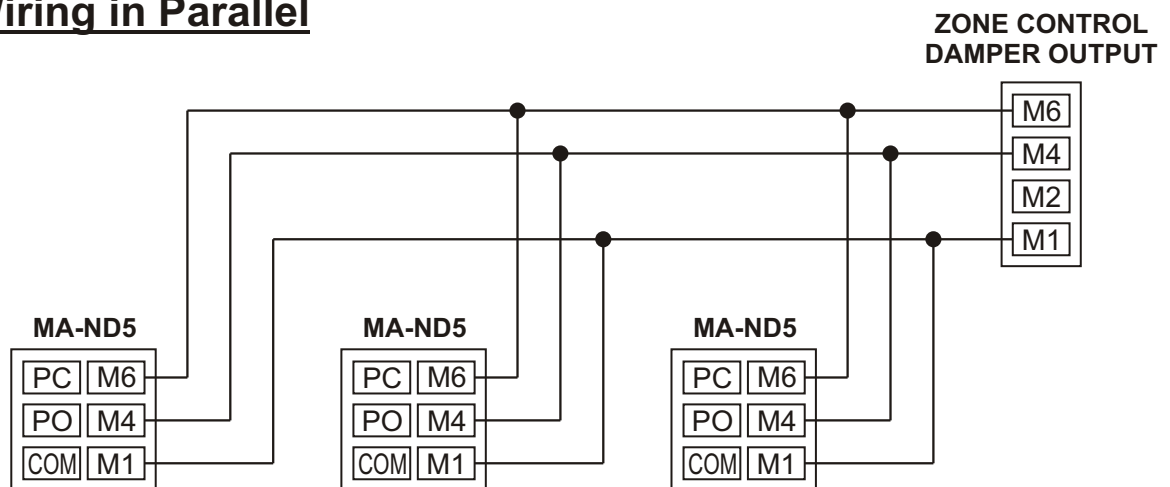 in Parallel
ZONE CONTROL
DAMPER OUTPUT
M6
M4
M2
M1
MA-ND5 MA-ND5 MA-ND5
PC M6 PC M6 PC M6
PO M4 PO M4 PO M4
COM M1 COM M1 COM M1